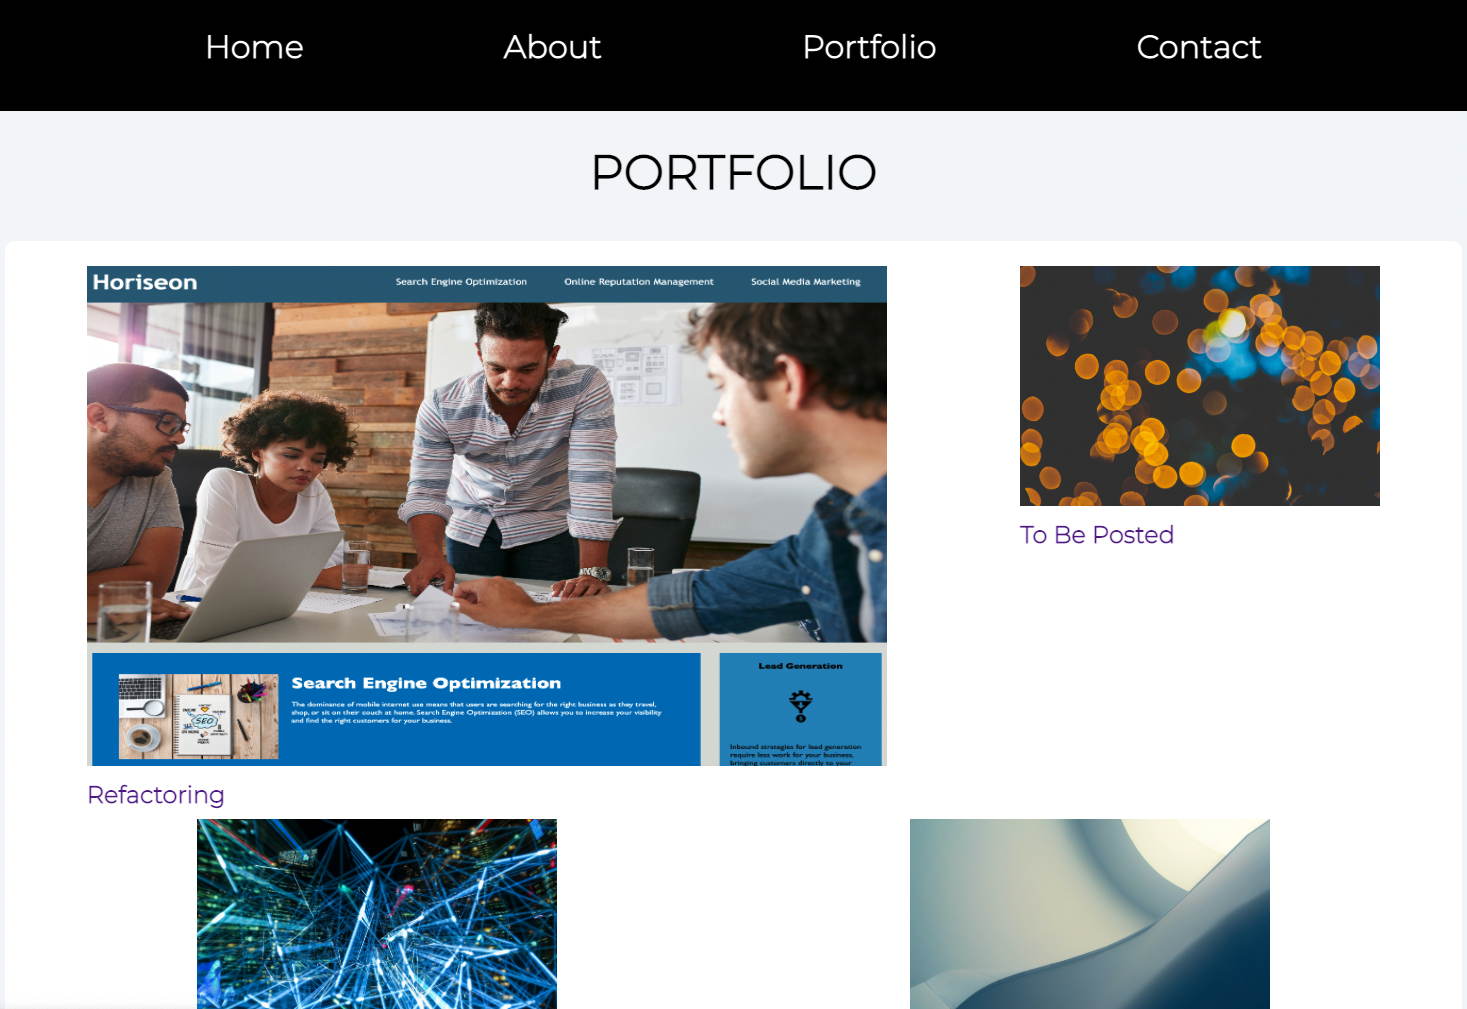 Home About Portfolio Contact
PORTFOLIO
Horiseon Search Engine Optimization Online Reputation Management Social Media Marketing
Search Engine Optimization
The dominance of mobile internet use means that users are searching for the right business as they travel,
shop, or sit on their couch at home. Search Engine Optimization (SEO) allows you to increase your visibility
and find the right customers for your business.
SEO
Lead Generation
Inbound strategies for lead generation
require less work for your business,
bringing customers directly to your
Refactoring
To Be Posted